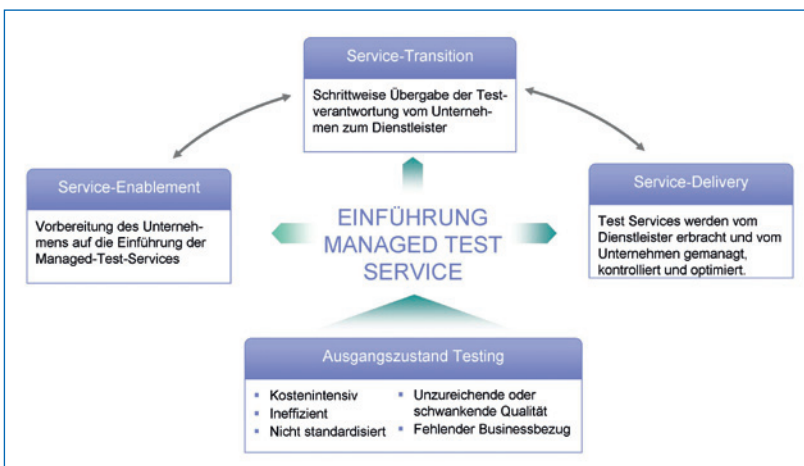 Service-Transition
Schrittweise Übergabe der Test-
verantwortung vom Unterneh-
men zum Dienstleister
Service-Enablement
Vorbereitung des Unterneh-
mens auf die Einführung der
Managed-Test-Services
EINFÜHRUNG
MANAGED TEST
SERVICE
Service-Delivery
Test Services werden vom
Dienstleister erbracht und vom
Unternehmen gemanagt,
kontrolliert und optimiert.
Ausgangszustand Testing
▪ Kostenintensiv
▪ Ineffizient
▪ Nicht standardisiert
▪ Unzureichende oder
schwankende Qualität
▪ Fehlender Businessbezug